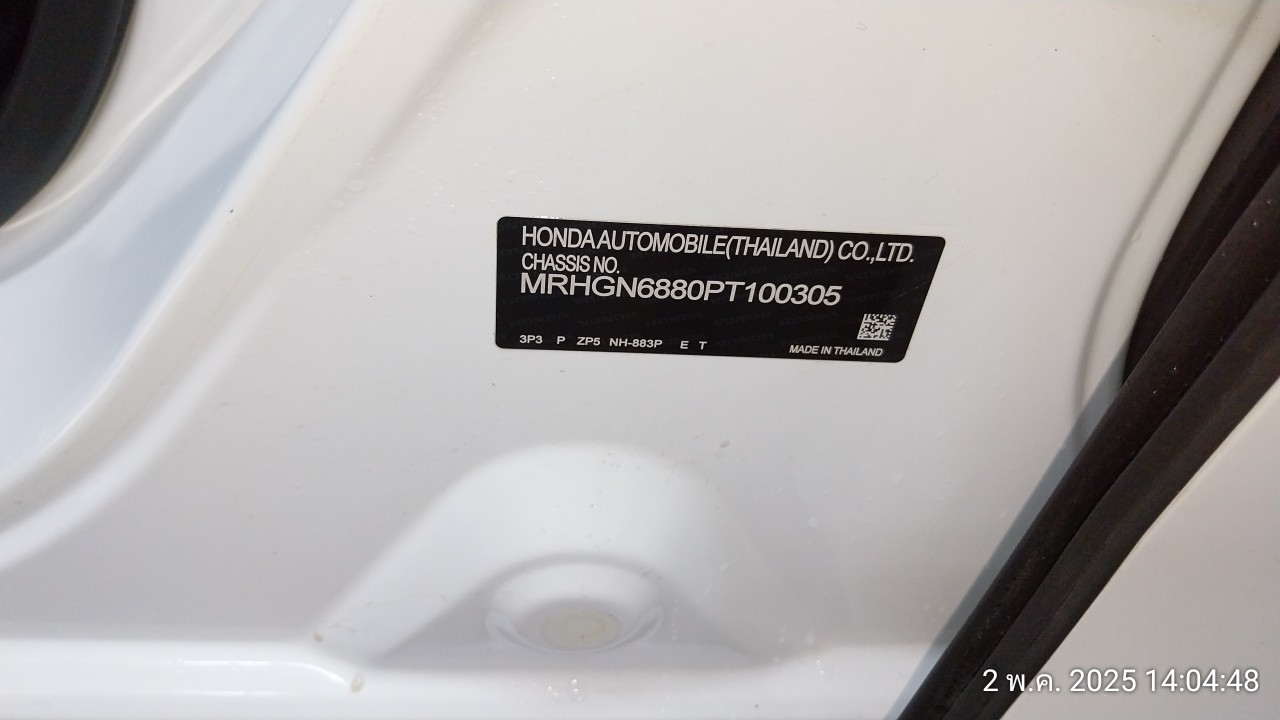 HONDA AUTOMOBILE(THAILAND) CO.,LTD.
CHASSIS NO.
MRHGN6880PT100305
3P3 P ZP5 NH-883P E T
MADE IN THAILAND
2 พ.ค. 2025 14:04:48